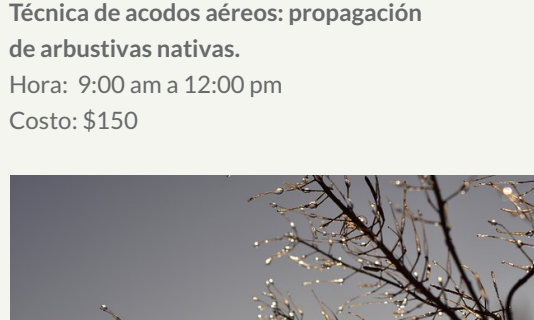 Técnica de acodos aéreos: propagación
de arbustivas nativas.
Hora:  9:00 am a 12:00 pm
Costo: $150